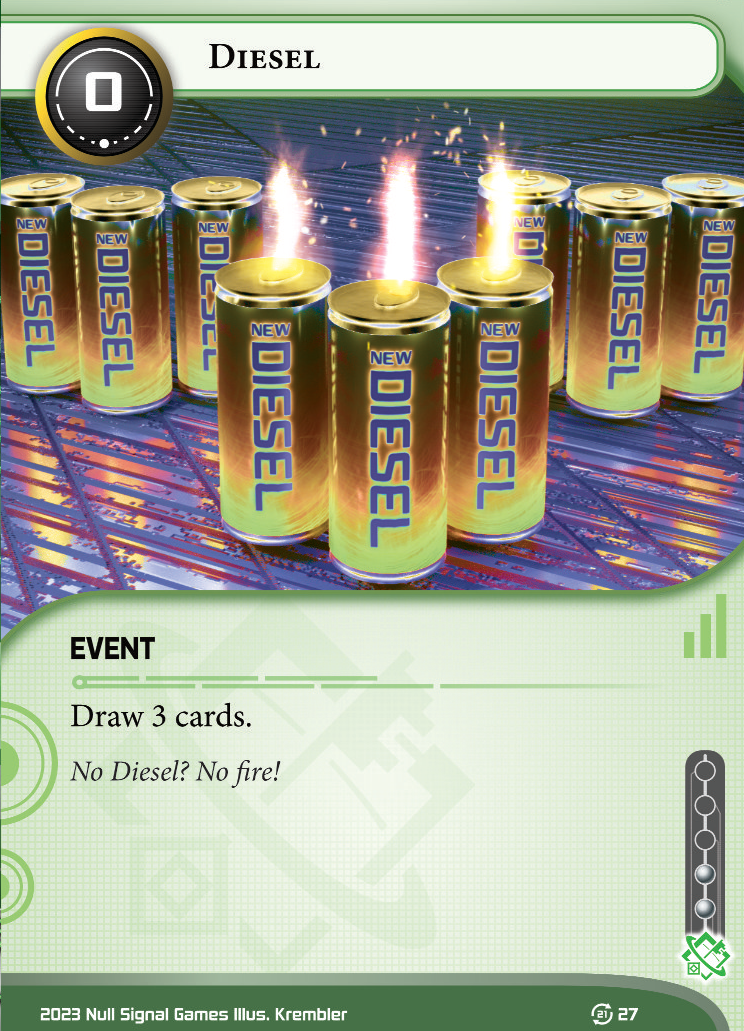 0
Diesel
NEW DIESEL
NEW DIESEL
NEW DIESEL
NEW
NEW DIESEL
NEW DIESEL
NEW DIESEL
NEW DIESEL
NEW DIESEL
EVENT
Draw 3 cards.
No Diesel? No fire!
2023 Null Signal Games Illus. Krembler
21 27